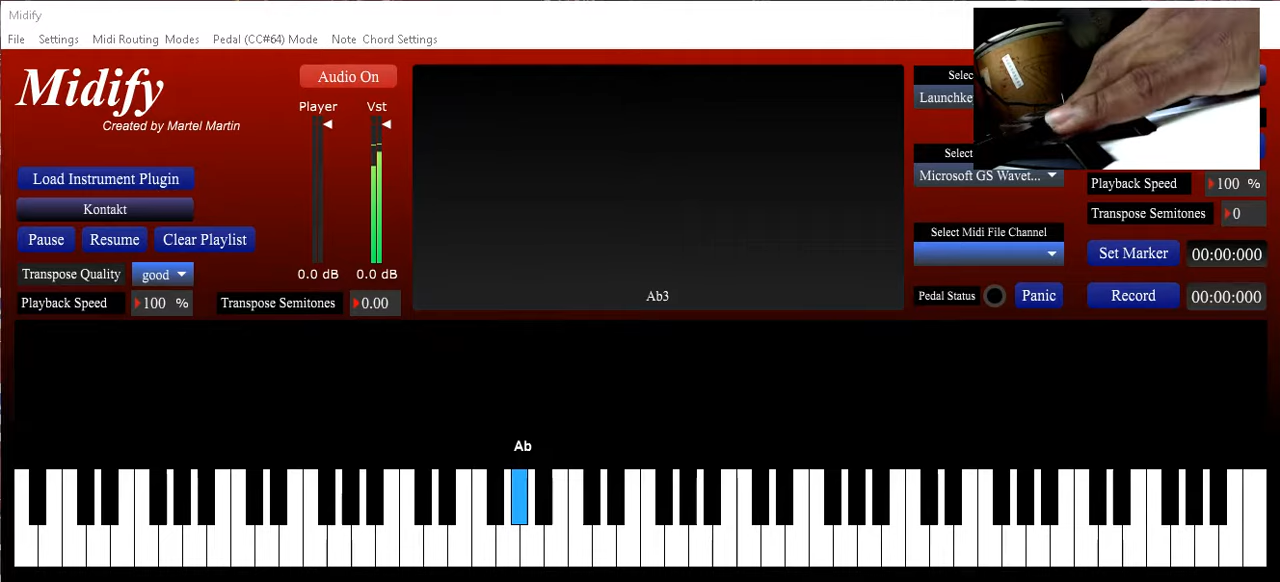 Midify
File Settings Midi Routing Modes Pedal (CC#64) Mode Note Chord Settings
Midify
Created by Martel Martin
Audio On
Player Vst
0.0 dB 0.0 dB
Load Instrument Plugin
Kontakt
Pause Resume Clear Playlist
Transpose Quality good
Playback Speed 100 %
Transpose Semitones 0.00
Ab3
Selec
Launchke
Selec
Microsoft GS Wavet...
Select Midi File Channel
Pedal Status Panic
Playback Speed 100 %
Transpose Semitones 0
Set Marker 00:00:000
Record 00:00:000
Ab